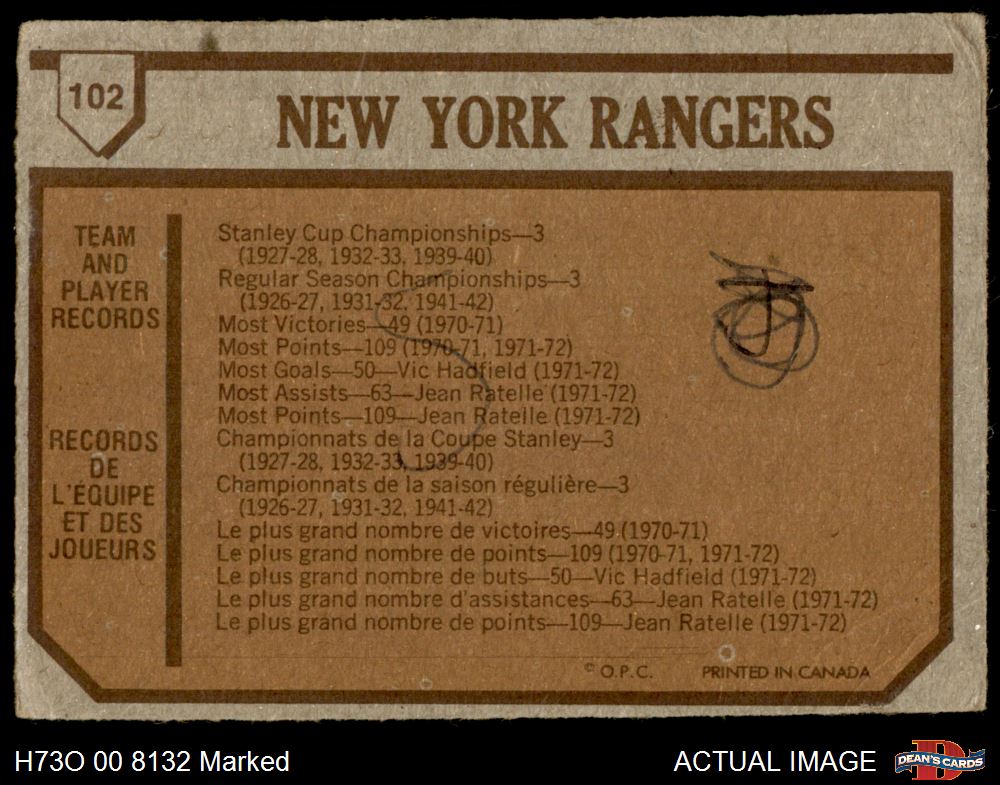 102
NEW YORK RANGERS
TEAM
AND
PLAYER
RECORDS
Stanley Cup Championships—3
(1927-28, 1932-33, 1939-40)
Regular Season Championships—3
(1926-27, 1931-32, 1941-42)
Most Victories—49 (1970-71)
Most Points—109 (1970-71, 1971-72)
Most Goals—50—Vic Hadfield (1971-72)
Most Assists—63—Jean Ratelle (1971-72)
Most Points—109—Jean Ratelle (1971-72)
RECORDS
DE
L'ÉQUIPE
ET DES
JOUEURS
Championnats de la Coupe Stanley—3
(1927-28, 1932-33, 1939-40)
Championnats de la saison régulière—3
(1926-27, 1931-32, 1941-42)
Le plus grand nombre de victoires—49 (1970-71)
Le plus grand nombre de points—109 (1970-71, 1971-72)
Le plus grand nombre de buts—50—Vic Hadfield (1971-72)
Le plus grand nombre d'assistances—63—Jean Ratelle (1971-72)
Le plus grand nombre de points—109—Jean Ratelle (1971-72)
© O.P.C. PRINTED IN CANADA
H73O 00 8132 Marked
ACTUAL IMAGE
D
DEAN'S CARDS